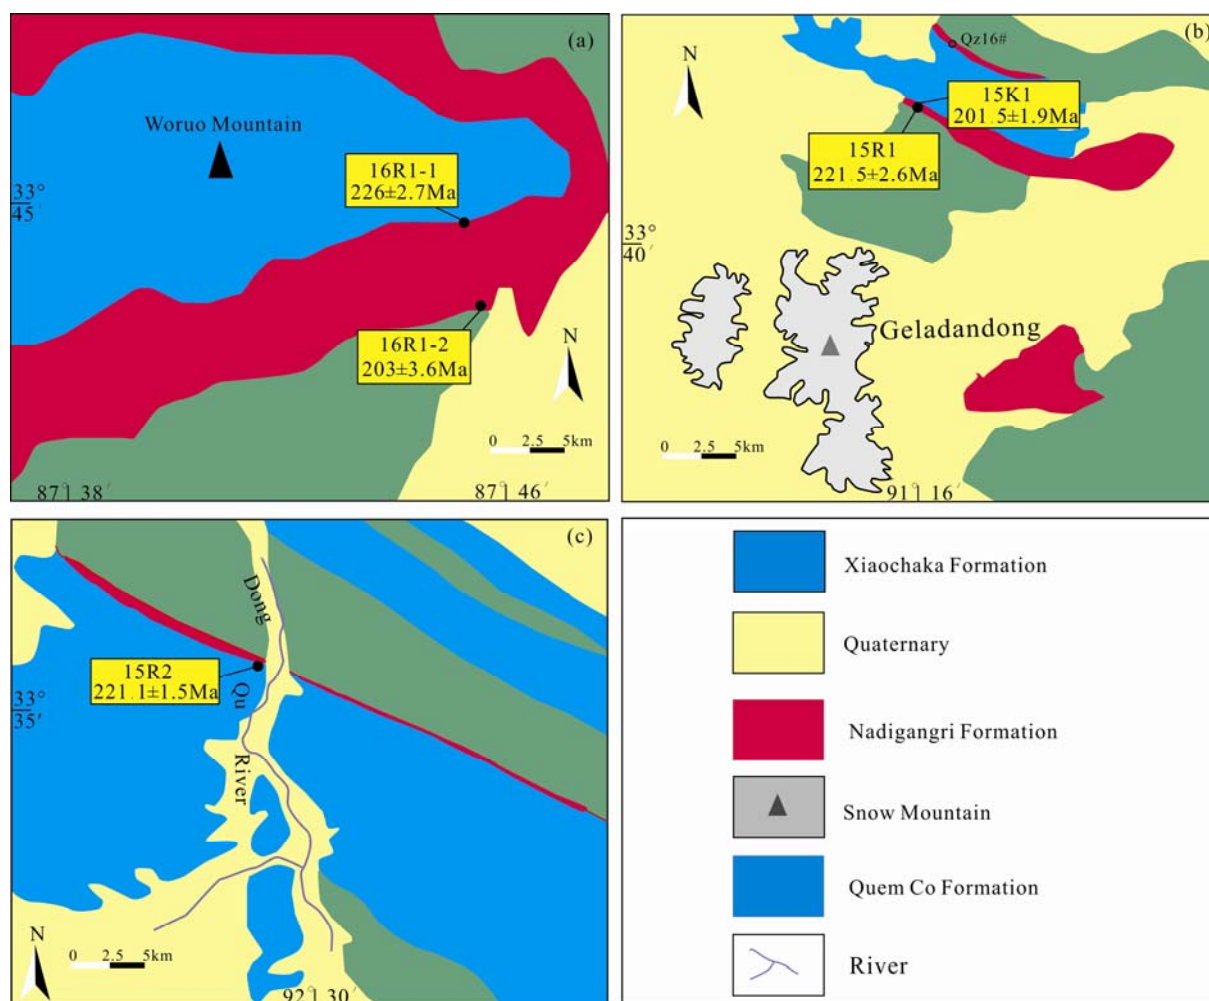 (a)
Woruo Mountain
16R1-1
226±2.7Ma
33°
45′
16R1-2
203±3.6Ma
N
0 2.5 5km
87° 38′
87° 46′
(b)
N
Qz16#
15K1
201.5±1.9Ma
15R1
221.5±2.6Ma
33°
40′
Geladandong
0 2.5 5km
91° 16′
(c)
Dong
Qu
River
15R2
221.1±1.5Ma
33°
35′
N
0 2.5 5km
92° 30′
Xiaochaka Formation
Quaternary
Nadigangri Formation
Snow Mountain
Quem Co Formation
River